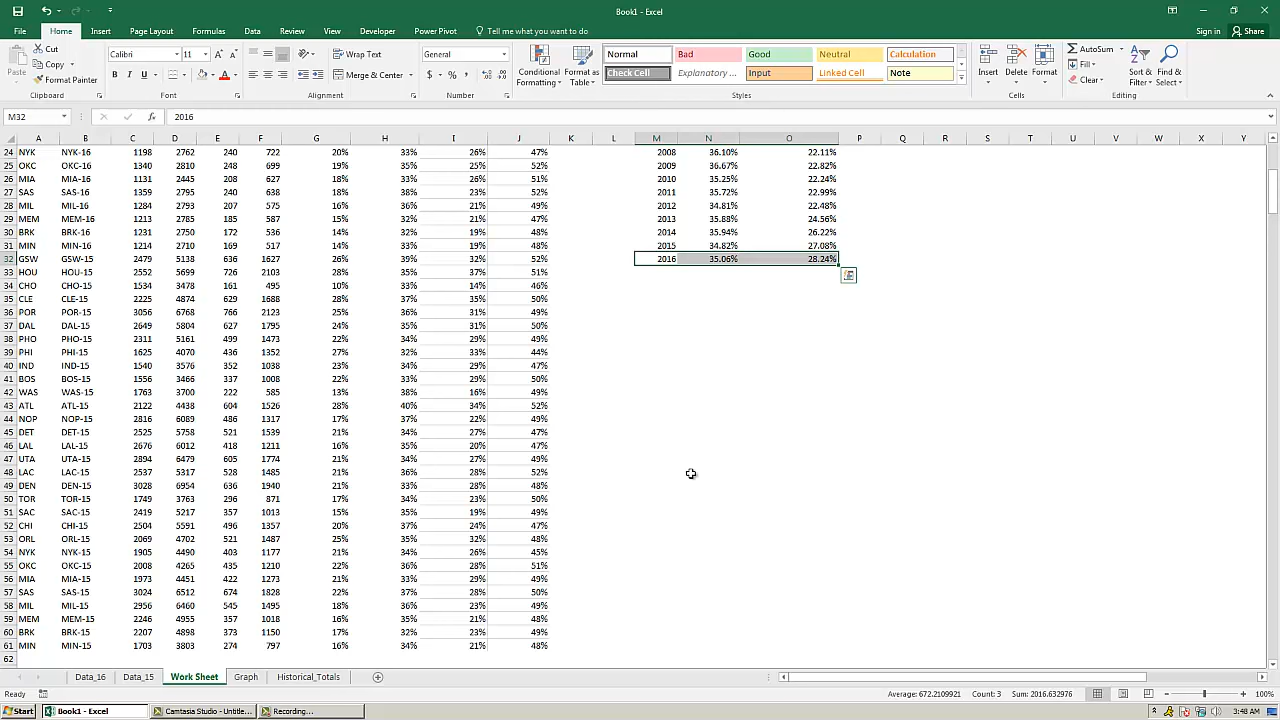 Book1 - Excel
Sign in
Share
File Home Insert Page Layout Formulas Data Review View Developer Power Pivot Tell me what you want to do...
Paste Cut Copy Format Painter
Calibri 11
B I U
Wrap Text
Merge & Center
General
$ % ,
Conditional Formatting
Format as Table
Normal Bad Good Neutral Calculation
Check Cell Explanatory ... Input Linked Cell Note
Insert Delete Format
AutoSum
Fill
Clear
Sort & Filter
Find & Select
Clipboard Font Alignment Number Styles Cells Editing
M32 fx 2016
A B C D E F G H I J K L M N O P Q R S T U V W X Y
24 NYK NYK-16 1198 2762 240 722 20% 33% 26% 47% 2008 36.10% 22.11%
25 OKC OKC-16 1340 2810 248 699 19% 35% 25% 52% 2009 36.67% 22.82%
26 MIA MIA-16 1131 2445 208 627 18% 33% 26% 51% 2010 35.25% 22.24%
27 SAS SAS-16 1359 2795 240 638 18% 38% 23% 52% 2011 35.72% 22.99%
28 MIL MIL-16 1284 2793 207 575 16% 36% 21% 49% 2012 34.81% 22.48%
29 MEM MEM-16 1213 2785 185 587 15% 32% 21% 47% 2013 35.88% 24.56%
30 BRK BRK-16 1231 2750 172 536 14% 32% 19% 48% 2014 35.94% 26.22%
31 MIN MIN-16 1214 2710 169 517 14% 33% 19% 48% 2015 34.82% 27.08%
32 GSW GSW-15 2479 5138 636 1627 26% 39% 32% 52% 2016 35.06% 28.24%
33 HOU HOU-15 2552 5699 726 2103 28% 35% 37% 51%
34 CHO CHO-15 1534 3478 161 495 10% 33% 14% 46%
35 CLE CLE-15 2225 4874 629 1688 28% 37% 35% 50%
36 POR POR-15 3056 6768 766 2123 25% 36% 31% 49%
37 DAL DAL-15 2649 5804 627 1795 24% 35% 31% 50%
38 PHO PHO-15 2311 5161 499 1473 22% 34% 29% 49%
39 PHI PHI-15 1625 4070 436 1352 27% 32% 33% 44%
40 IND IND-15 1540 3576 352 1038 23% 34% 29% 47%
41 BOS BOS-15 1556 3466 337 1008 22% 33% 29% 50%
42 WAS WAS-15 1763 3700 222 585 13% 38% 16% 49%
43 ATL ATL-15 2122 4438 604 1526 28% 40% 34% 52%
44 NOP NOP-15 2816 6089 486 1317 17% 37% 22% 49%
45 DET DET-15 2525 5758 521 1539 21% 34% 27% 47%
46 LAL LAL-15 2676 6012 418 1211 16% 35% 20% 47%
47 UTA UTA-15 2894 6479 605 1774 21% 34% 27% 49%
48 LAC LAC-15 2537 5317 528 1485 21% 36% 28% 52%
49 DEN DEN-15 3028 6954 636 1940 21% 33% 28% 48%
50 TOR TOR-15 1749 3763 296 871 17% 34% 23% 50%
51 SAC SAC-15 2419 5217 357 1013 15% 35% 19% 49%
52 CHI CHI-15 2504 5591 496 1357 20% 37% 24% 47%
53 ORL ORL-15 2069 4702 521 1487 25% 35% 32% 48%
54 NYK NYK-15 1905 4490 403 1177 21% 34% 26% 45%
55 OKC OKC-15 2008 4265 435 1210 22% 36% 28% 51%
56 MIA MIA-15 1973 4451 422 1273 21% 33% 29% 49%
57 SAS SAS-15 3024 6512 674 1828 22% 37% 28% 50%
58 MIL MIL-15 2956 6460 545 1495 18% 36% 23% 49%
59 MEM MEM-15 2246 4955 357 1018 16% 35% 21% 48%
60 BRK BRK-15 2207 4898 373 1150 17% 32% 23% 49%
61 MIN MIN-15 1703 3803 274 797 16% 34% 21% 48%
62
Data_16 Data_15 Work Sheet Graph Historical_Totals
Ready Average: 672.2109921 Count: 3 Sum: 2016.632976 100%
Start Book1 - Excel Camtasia Studio - Untitle... Recording... 3:48 AM